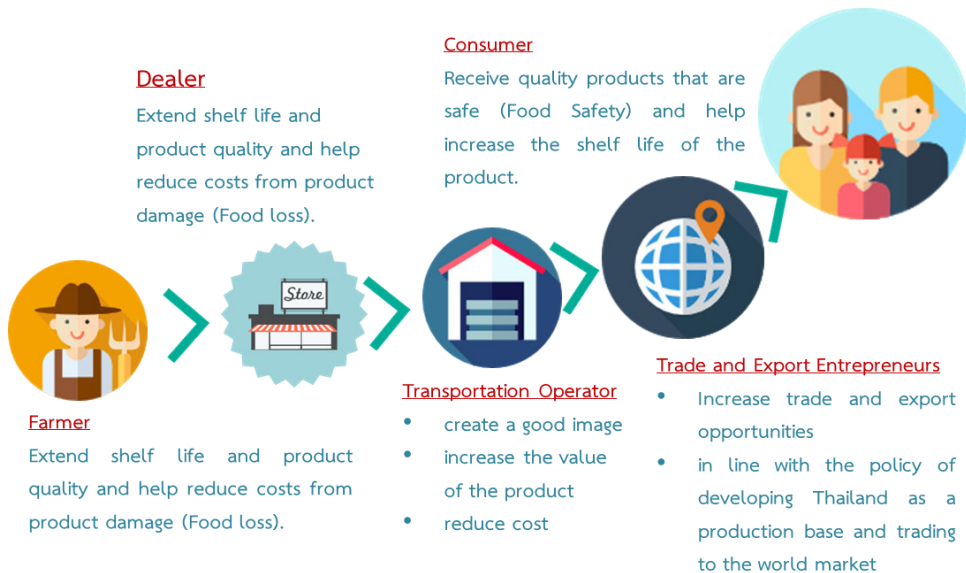 Dealer
Extend shelf life and
product quality and help
reduce costs from product
damage (Food loss).
Consumer
Receive quality products that are
safe (Food Safety) and help
increase the shelf life of the
product.
Store
Farmer
Extend shelf life and product
quality and help reduce costs from
product damage (Food loss).
Transportation Operator
• create a good image
• increase the value
of the product
• reduce cost
Trade and Export Entrepreneurs
• Increase trade and export
opportunities
• in line with the policy of
developing Thailand as a
production base and trading
to the world market